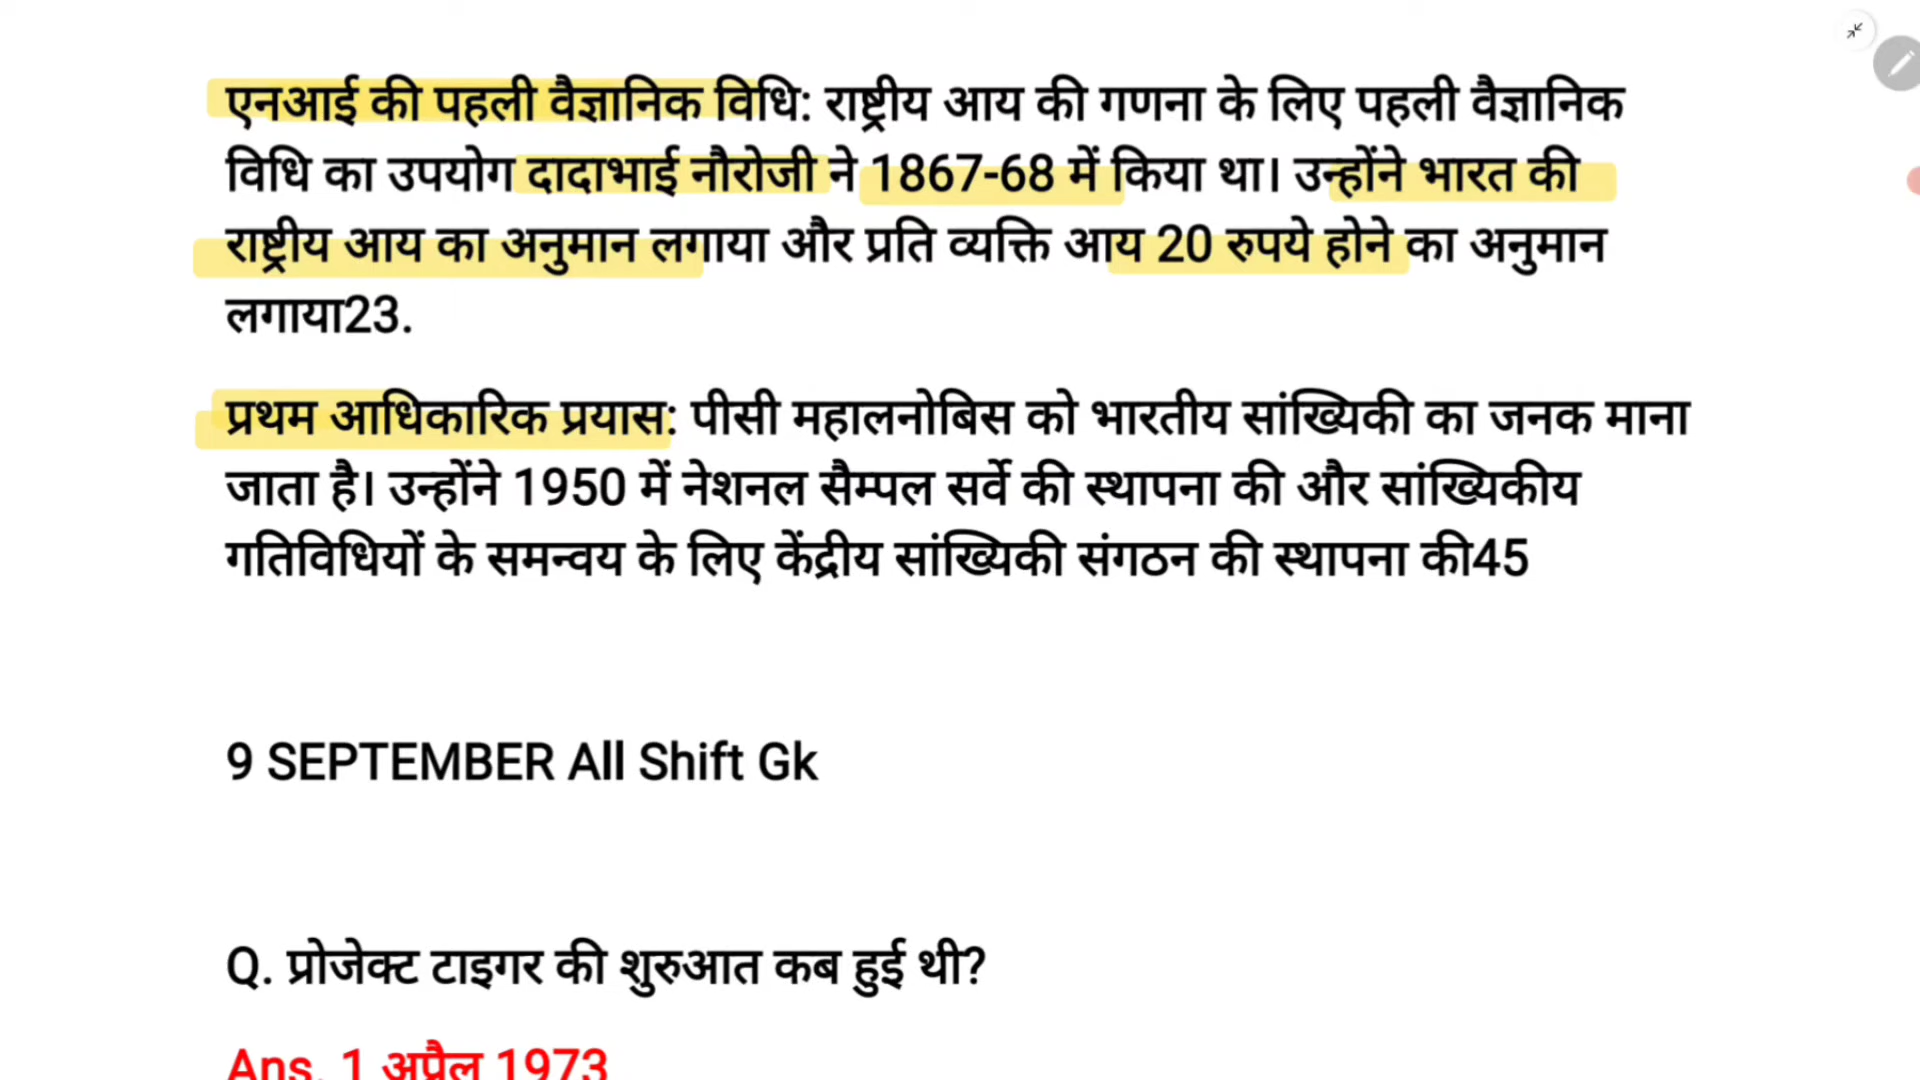 एनआई की पहली वैज्ञानिक विधि: राष्ट्रीय आय की गणना के लिए पहली वैज्ञानिक
विधि का उपयोग दादाभाई नौरोजी ने 1867-68 में किया था। उन्होंने भारत की
राष्ट्रीय आय का अनुमान लगाया और प्रति व्यक्ति आय 20 रुपये होने का अनुमान
लगाया23.
प्रथम आधिकारिक प्रयास: पीसी महालनोबिस को भारतीय सांख्यिकी का जनक माना
जाता है। उन्होंने 1950 में नेशनल सैम्पल सर्वे की स्थापना की और सांख्यिकीय
गतिविधियों के समन्वय के लिए केंद्रीय सांख्यिकी संगठन की स्थापना की45
9 SEPTEMBER All Shift Gk
Q. प्रोजेक्ट टाइगर की शुरुआत कब हुई थी?
Ans. 1 अप्रैल 1973